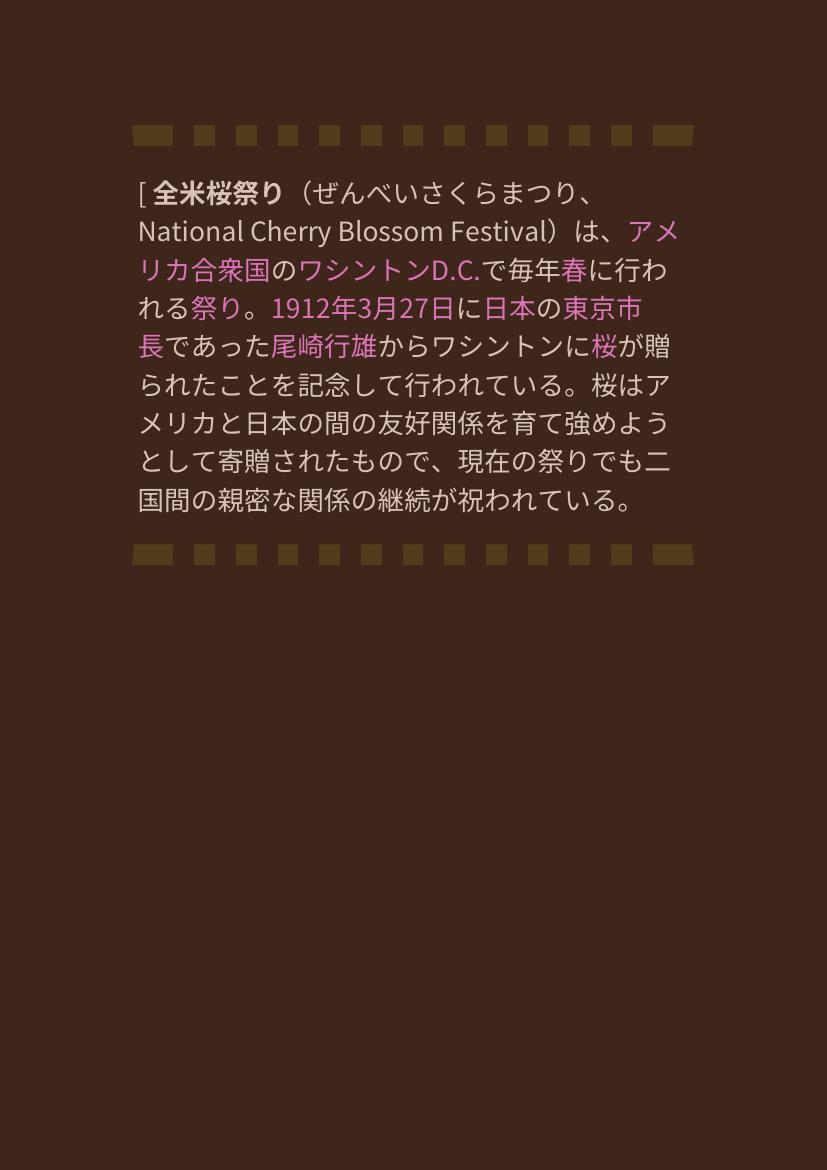 [ 全米桜祭り（ぜんべいさくらまつり、
National Cherry Blossom Festival）は、アメ
リカ合衆国のワシントンD.C.で毎年春に行わ
れる祭り。1912年3月27日に日本の東京市
長であった尾崎行雄からワシントンに桜が贈
られたことを記念して行われている。桜はア
メリカと日本の間の友好関係を育て強めよう
として寄贈されたもので、現在の祭りでも二
国間の親密な関係の継続が祝われている。